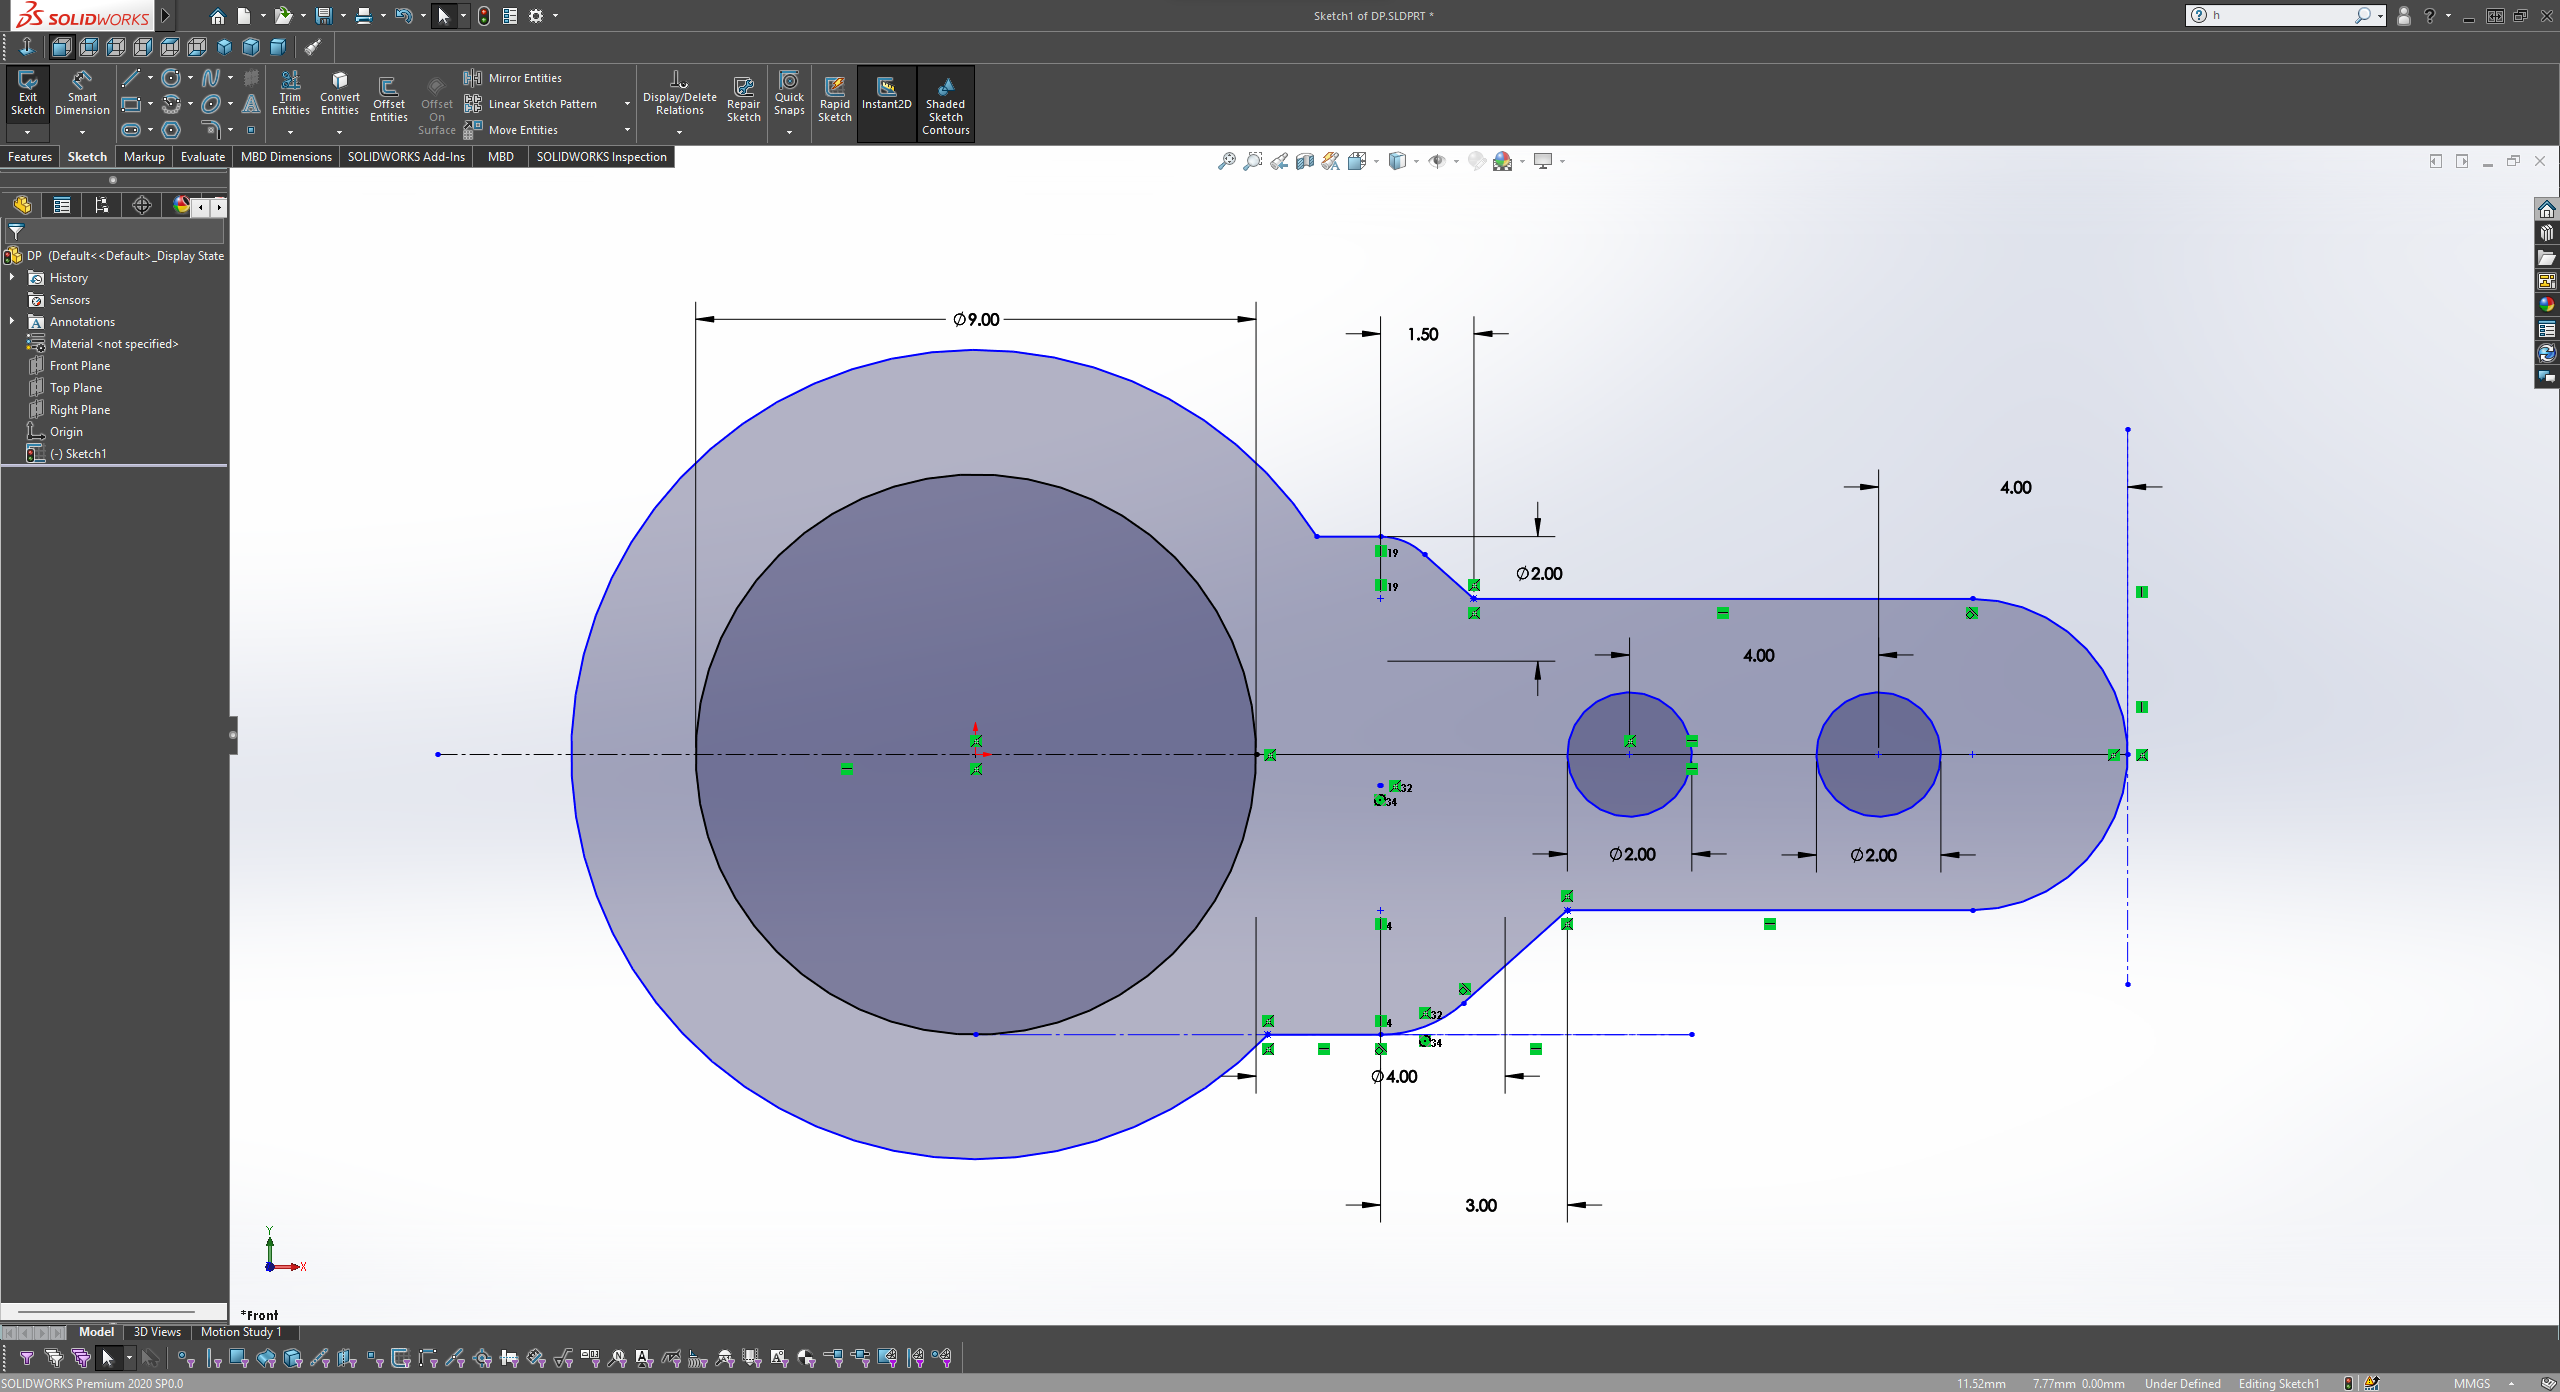 SOLIDWORKS
Sketch1 of DP.SLDPRT *
h
Exit Sketch
Smart Dimension
Trim Entities
Convert Entities
Offset Entities
Offset On Surface
Mirror Entities
Linear Sketch Pattern
Move Entities
Display/Delete Relations
Repair Sketch
Quick Snaps
Rapid Sketch
Instant2D
Shaded Sketch Contours
Features
Sketch
Markup
Evaluate
MBD Dimensions
SOLIDWORKS Add-Ins
MBD
SOLIDWORKS Inspection
DP (Default<<Default>_Display State
History
Sensors
Annotations
Material <not specified>
Front Plane
Top Plane
Right Plane
Origin
(-) Sketch1
∅9.00
1.50
4.00
19
∅2.00
19
4.00
32
34
∅2.00
∅2.00
4
32
4
34
∅4.00
3.00
Y
X
*Front
Model
3D Views
Motion Study 1
SOLIDWORKS Premium 2020 SP0.0
11.52mm
7.77mm
0.00mm
Under Defined
Editing Sketch1
MMGS